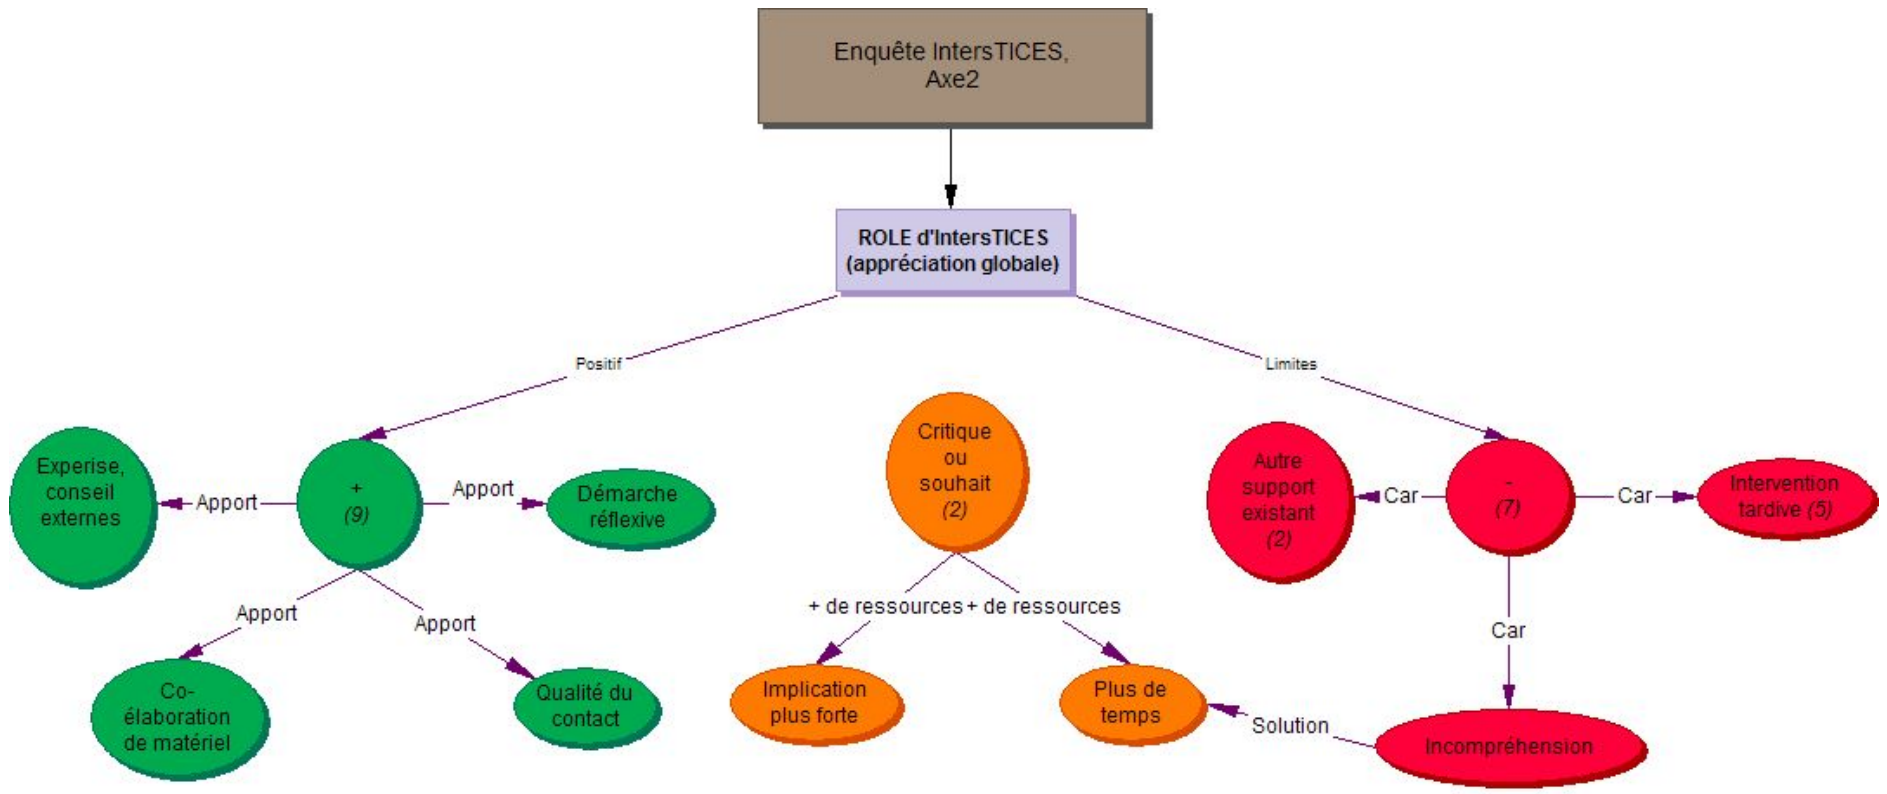 Enquête IntersTICES,
Axe2
ROLE d'IntersTICES
(appréciation globale)
Positif
Limites
Experise,
conseil
externes
Apport
+
(9)
Apport
Démarche
réflexive
Critique
ou
souhait
(2)
Autre
support
existant
(2)
Car
-
(7)
Car
Intervention
tardive (5)
Apport
Apport
+ de ressources
+ de ressources
Car
Co-
élaboration
de matériel
Qualité du
contact
Implication
plus forte
Plus de
temps
Solution
Incompréhension